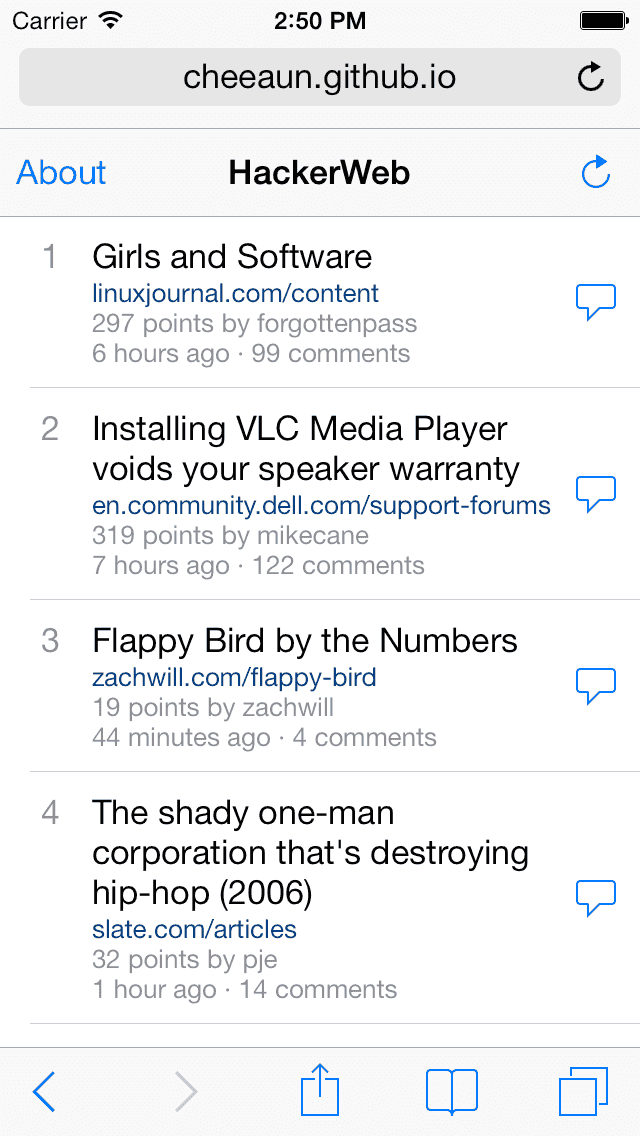 Carrier 2:50 PM
cheeaun.github.io
About HackerWeb
1 Girls and Software
linuxjournal.com/content
297 points by forgottenpass
6 hours ago · 99 comments
2 Installing VLC Media Player
voids your speaker warranty
en.community.dell.com/support-forums
319 points by mikecane
7 hours ago · 122 comments
3 Flappy Bird by the Numbers
zachwill.com/flappy-bird
19 points by zachwill
44 minutes ago · 4 comments
4 The shady one-man
corporation that's destroying
hip-hop (2006)
slate.com/articles
32 points by pje
1 hour ago · 14 comments